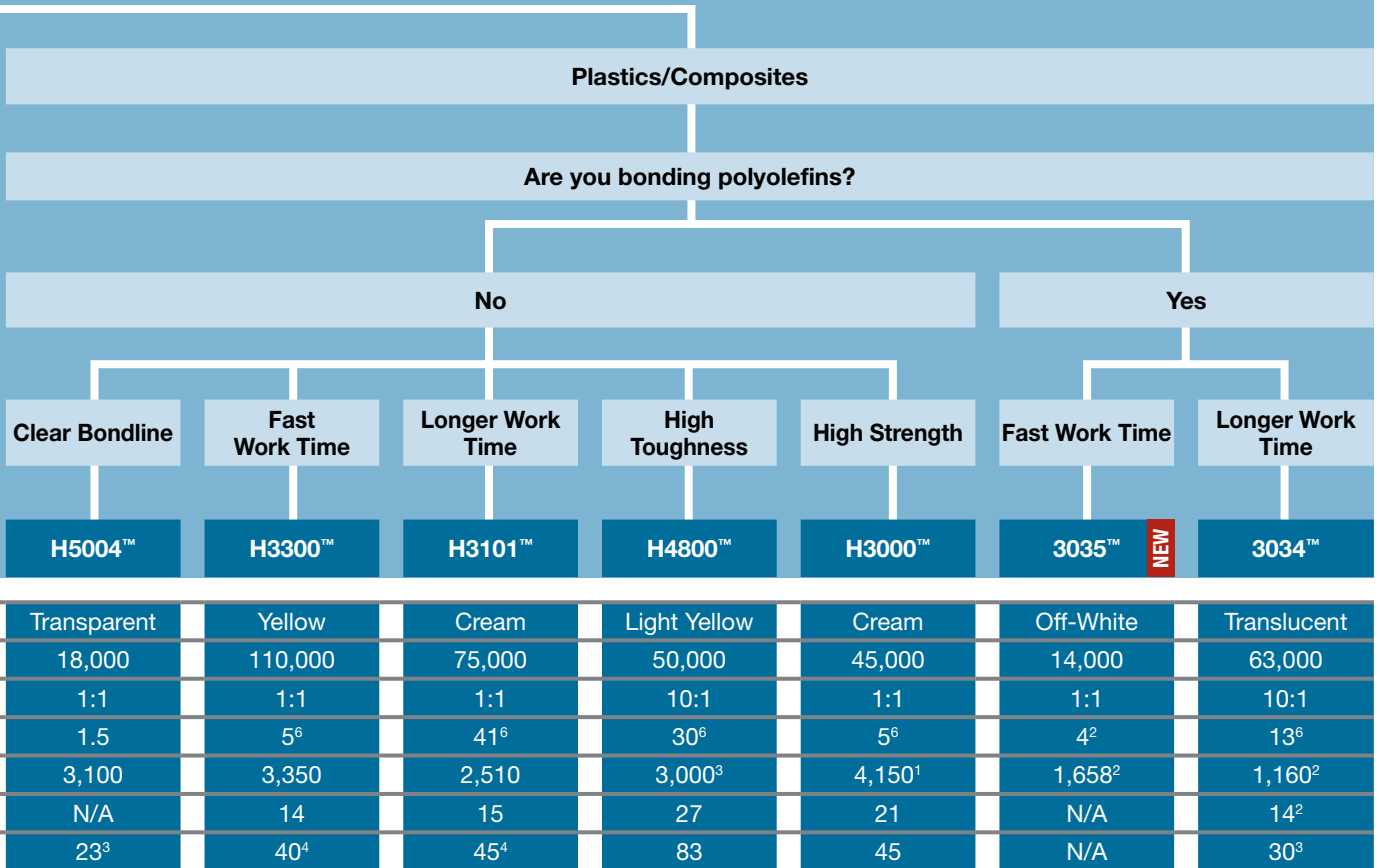 Plastics/Composites
Are you bonding polyolefins?
No Yes
Clear Bondline Fast Work Time Longer Work Time High Toughness High Strength Fast Work Time Longer Work Time
H5004™ H3300™ H3101™ H4800™ H3000™ 3035™ NEW 3034™
Transparent Yellow Cream Light Yellow Cream Off-White Translucent
18,000 110,000 75,000 50,000 45,000 14,000 63,000
1:1 1:1 1:1 10:1 1:1 1:1 10:1
1.5 5⁶ 41⁶ 30⁶ 5⁶ 4² 13⁶
3,100 3,350 2,510 3,000³ 4,150¹ 1,658² 1,160²
N/A 14 15 27 21 N/A 14²
23³ 40⁴ 45⁴ 83 45 N/A 30³